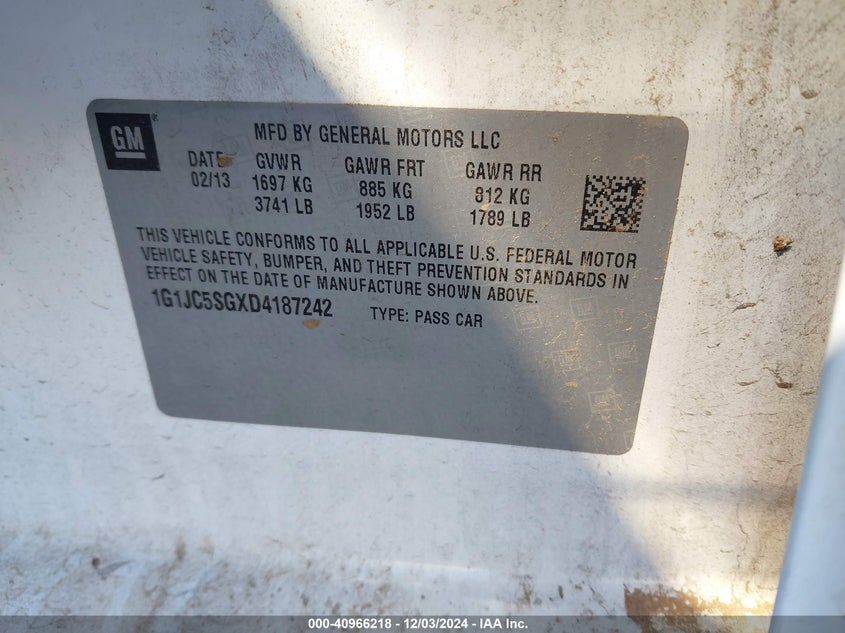 GM
®
MFD BY GENERAL MOTORS LLC
DATE GVWR GAWR FRT GAWR RR
02/13 1697 KG 885 KG 812 KG
3741 LB 1952 LB 1789 LB
THIS VEHICLE CONFORMS TO ALL APPLICABLE U.S. FEDERAL MOTOR
VEHICLE SAFETY, BUMPER, AND THEFT PREVENTION STANDARDS IN
EFFECT ON THE DATE OF MANUFACTURE SHOWN ABOVE.
1G1JC5SGXD4187242 TYPE: PASS CAR
000-40966218 - 12/03/2024 - IAA Inc.